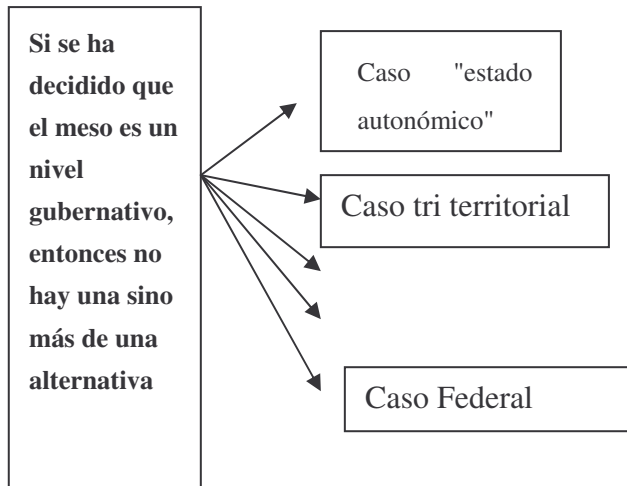 Si se ha
decidido que
el meso es un
nivel
gubernativo,
entonces no
hay una sino
más de una
alternativa
Caso "estado
autonómico"
Caso tri territorial
Caso Federal